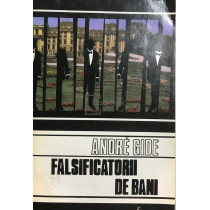 ANDRÉ GIDE
FALSIFICATORII
DE BANI